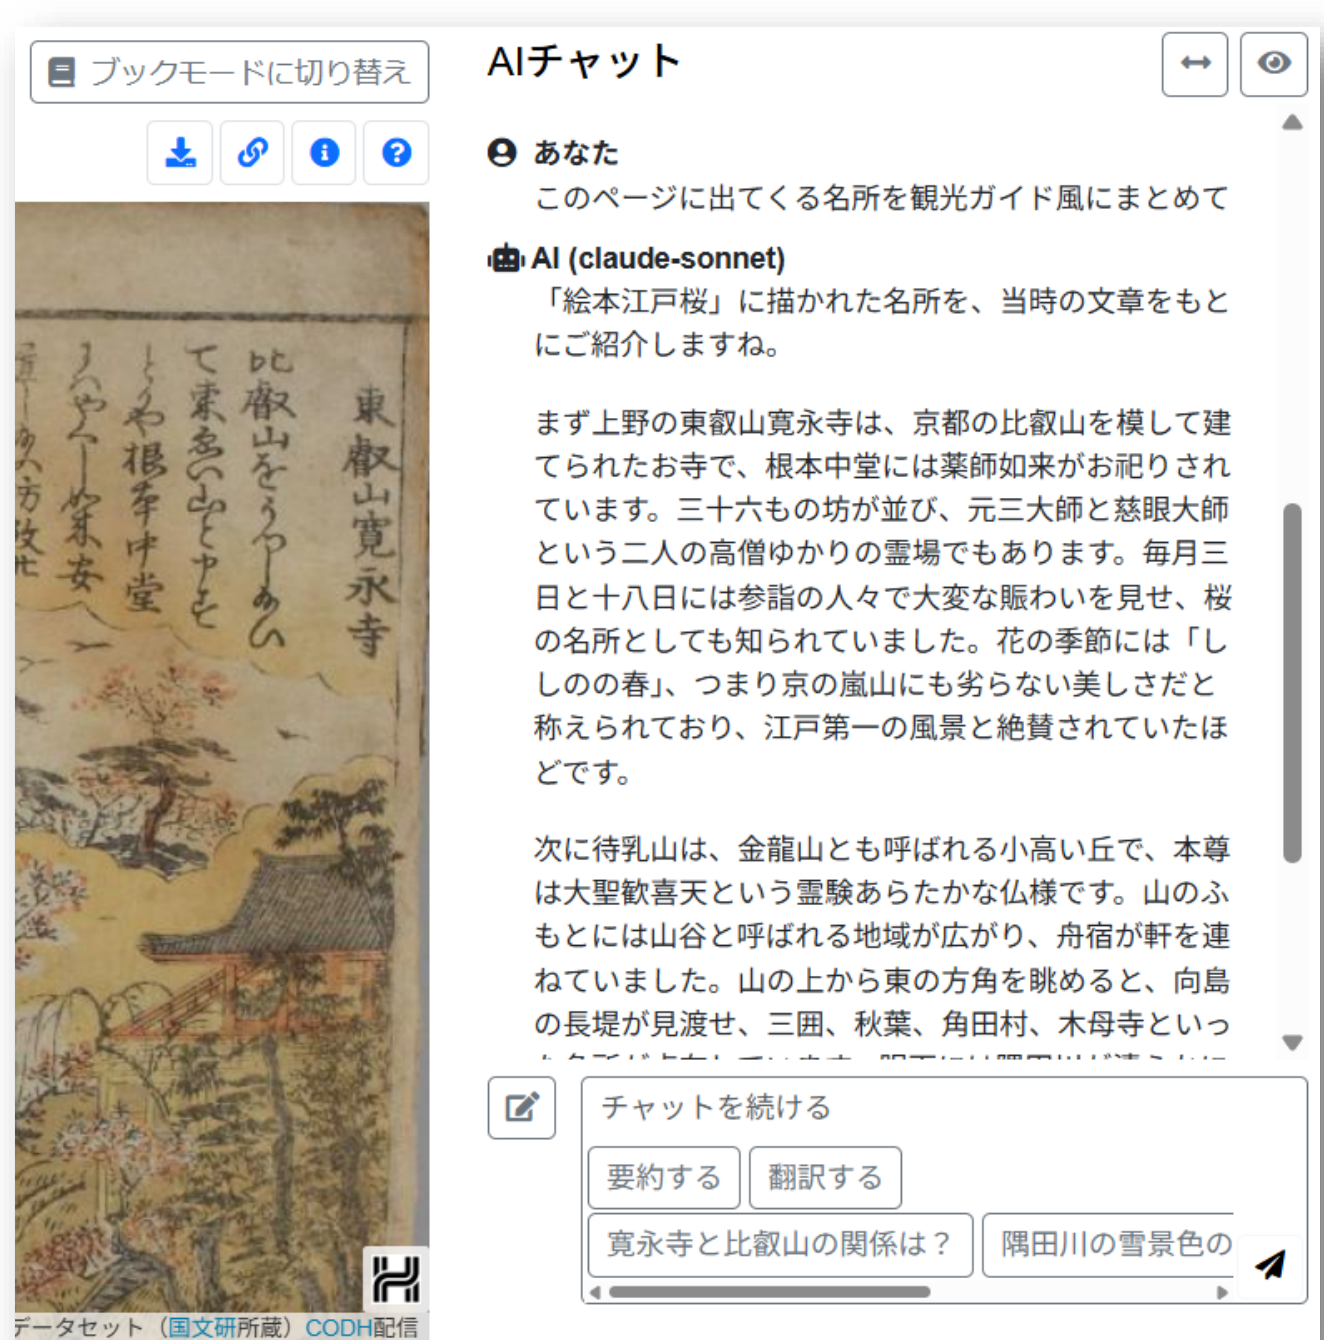 ブックモードに切り替え
東叡山寛永寺
比叡山をうつしあひ
て東
根本中堂
データセット（国文研所蔵）CODH配信
AIチャット
あなた
このページに出てくる名所を観光ガイド風にまとめて
AI (claude-sonnet)
「絵本江戸桜」に描かれた名所を、当時の文章をもと
にご紹介しますね。
まず上野の東叡山寛永寺は、京都の比叡山を模して建
てられたお寺で、根本中堂には薬師如来がお祀りされ
ています。三十六もの坊が並び、元三大師と慈眼大師
という二人の高僧ゆかりの霊場でもあります。毎月三
日と十八日には参詣の人々で大変な賑わいを見せ、桜
の名所としても知られていました。花の季節には「し
しのの春」、つまり京の嵐山にも劣らない美しさだと
称えられており、江戸第一の風景と絶賛されていたほ
どです。
次に待乳山は、金龍山とも呼ばれる小高い丘で、本尊
は大聖歓喜天という霊験あらたかな仏様です。山のふ
もとには山谷と呼ばれる地域が広がり、舟宿が軒を連
ねていました。山の上から東の方角を眺めると、向島
の長堤が見渡せ、三囲、秋葉、角田村、木母寺といっ
チャットを続ける
要約する
翻訳する
寛永寺と比叡山の関係は？
隅田川の雪景色の